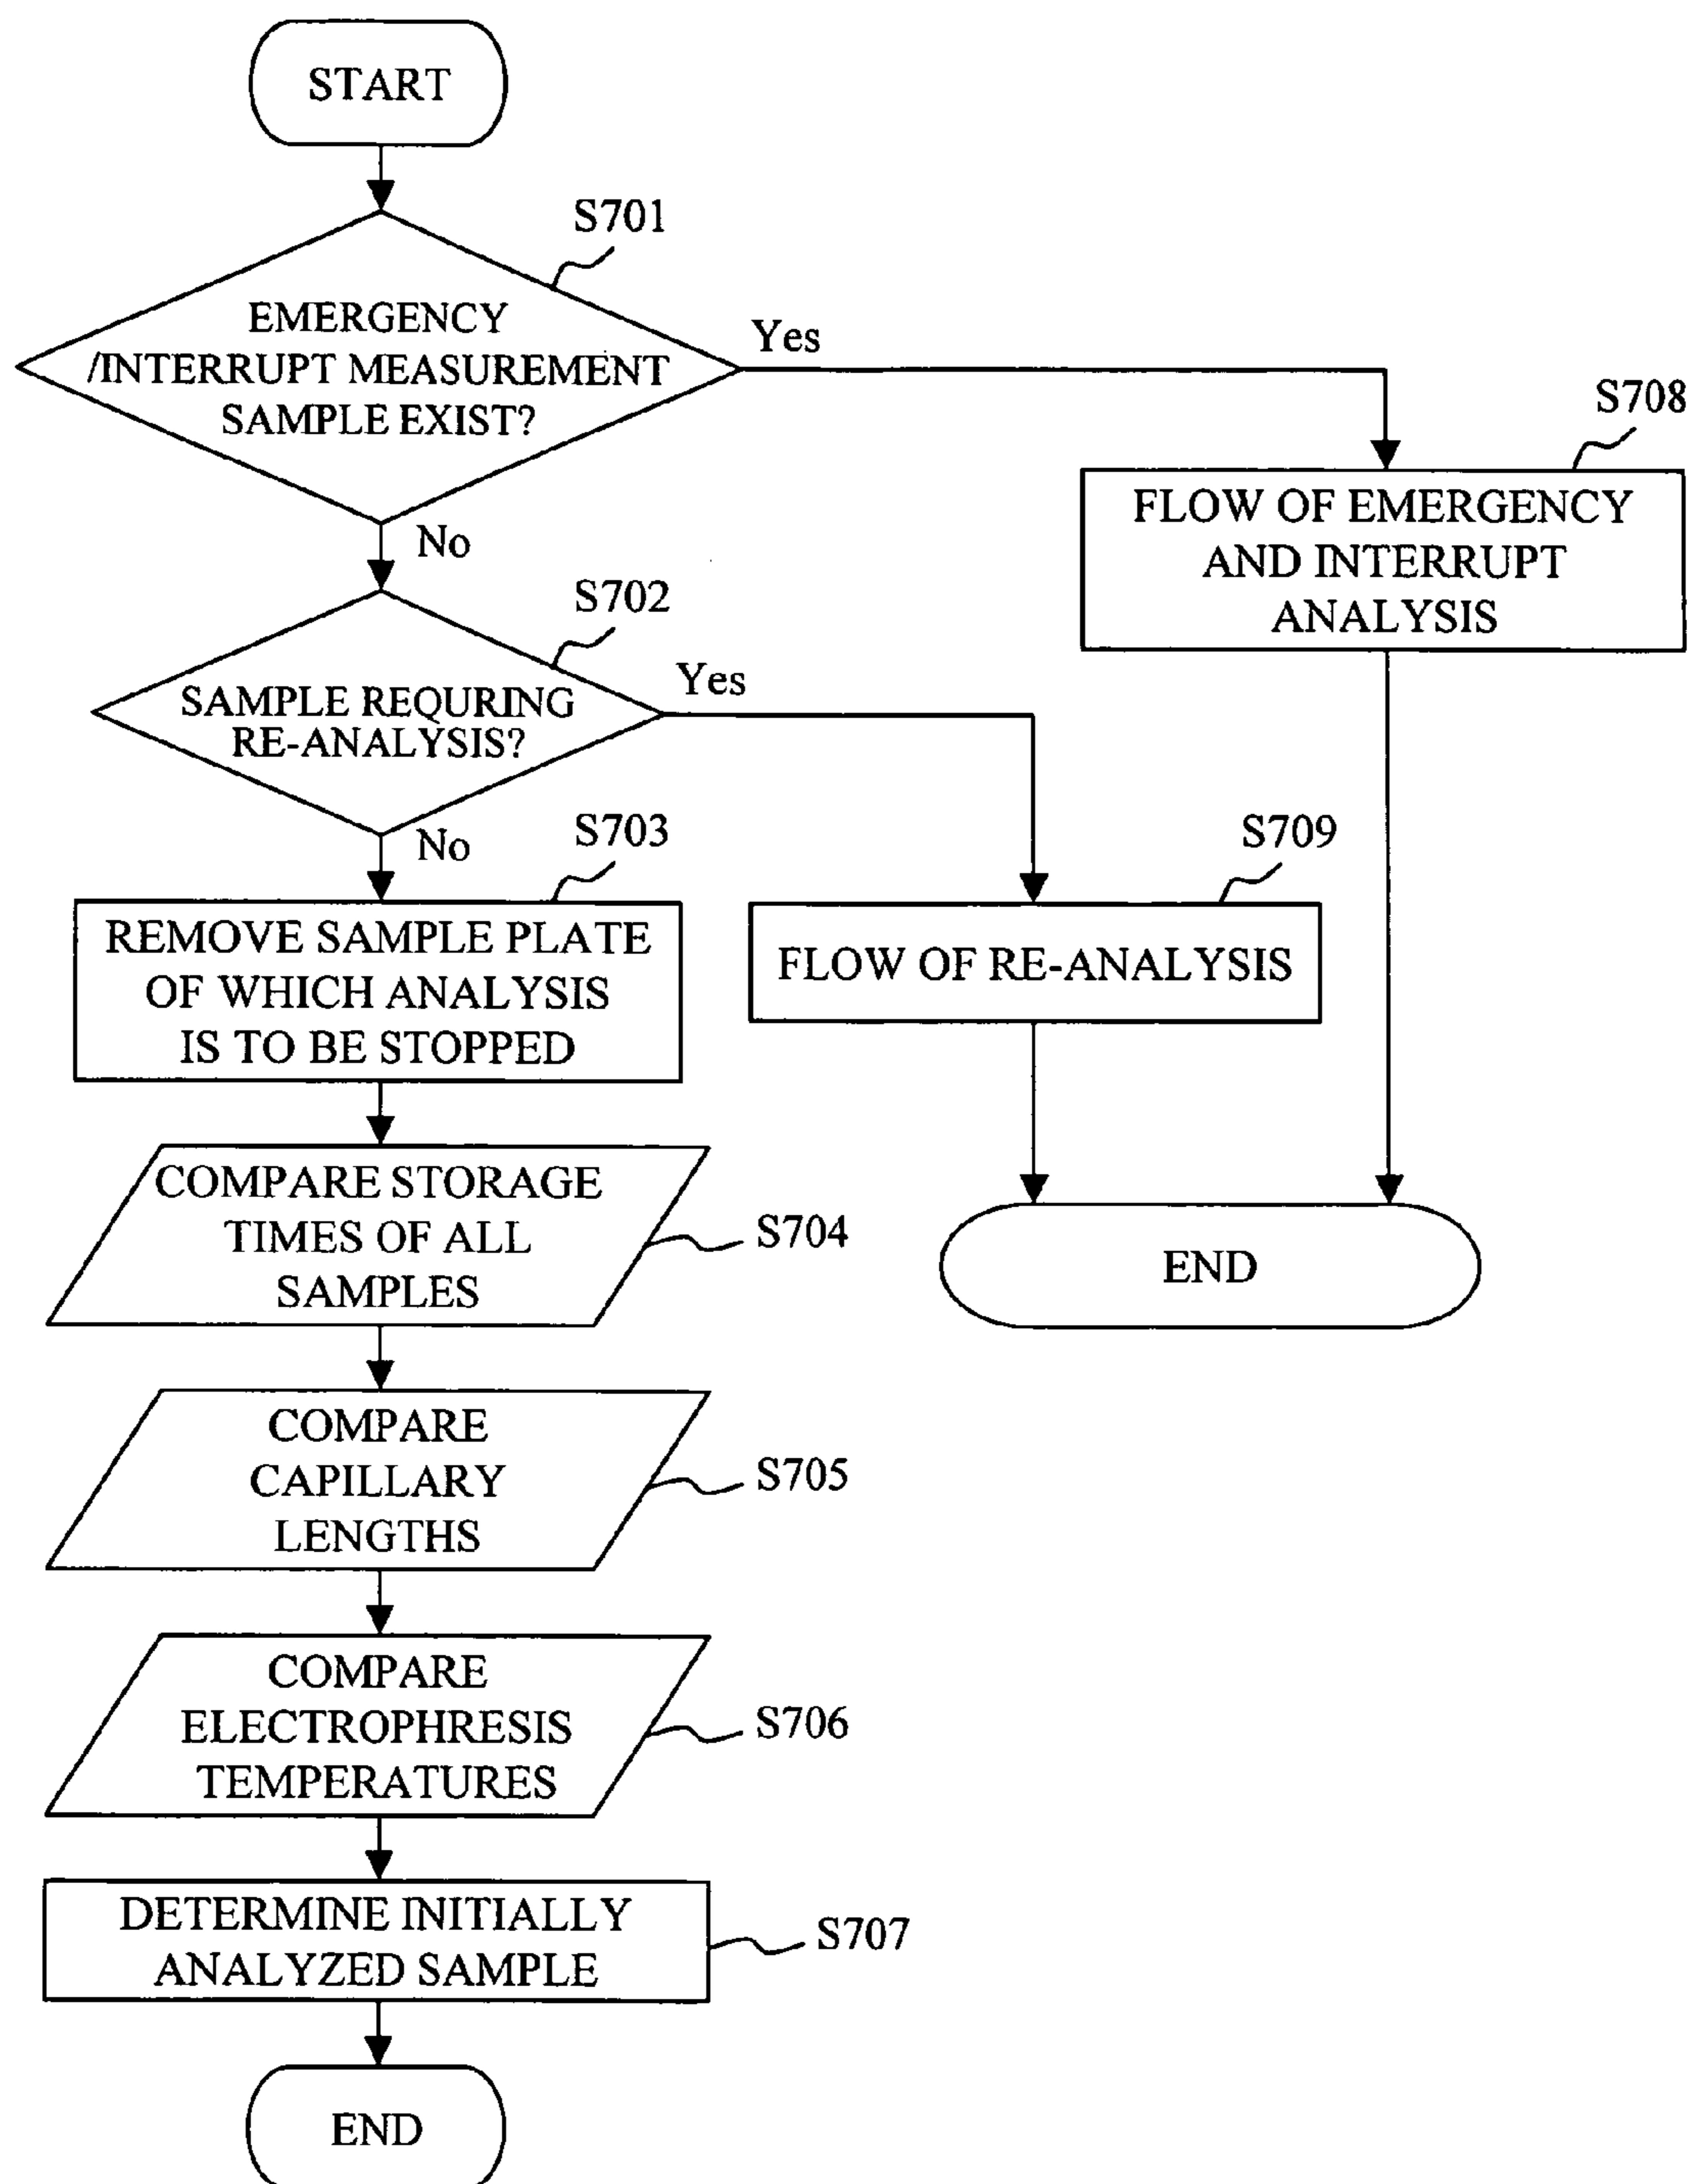 START
S701
EMERGENCY
/INTERRUPT MEASUREMENT
SAMPLE EXIST?
Yes
No
S708
FLOW OF EMERGENCY
AND INTERRUPT
ANALYSIS
S702
SAMPLE REQURING
RE-ANALYSIS?
Yes
No
S703
REMOVE SAMPLE PLATE
OF WHICH ANALYSIS
IS TO BE STOPPED
S709
FLOW OF RE-ANALYSIS
COMPARE STORAGE
TIMES OF ALL
SAMPLES
S704
END
COMPARE
CAPILLARY
LENGTHS
S705
COMPARE
ELECTROPHRESIS
TEMPERATURES
S706
DETERMINE INITIALLY
ANALYZED SAMPLE
S707
END